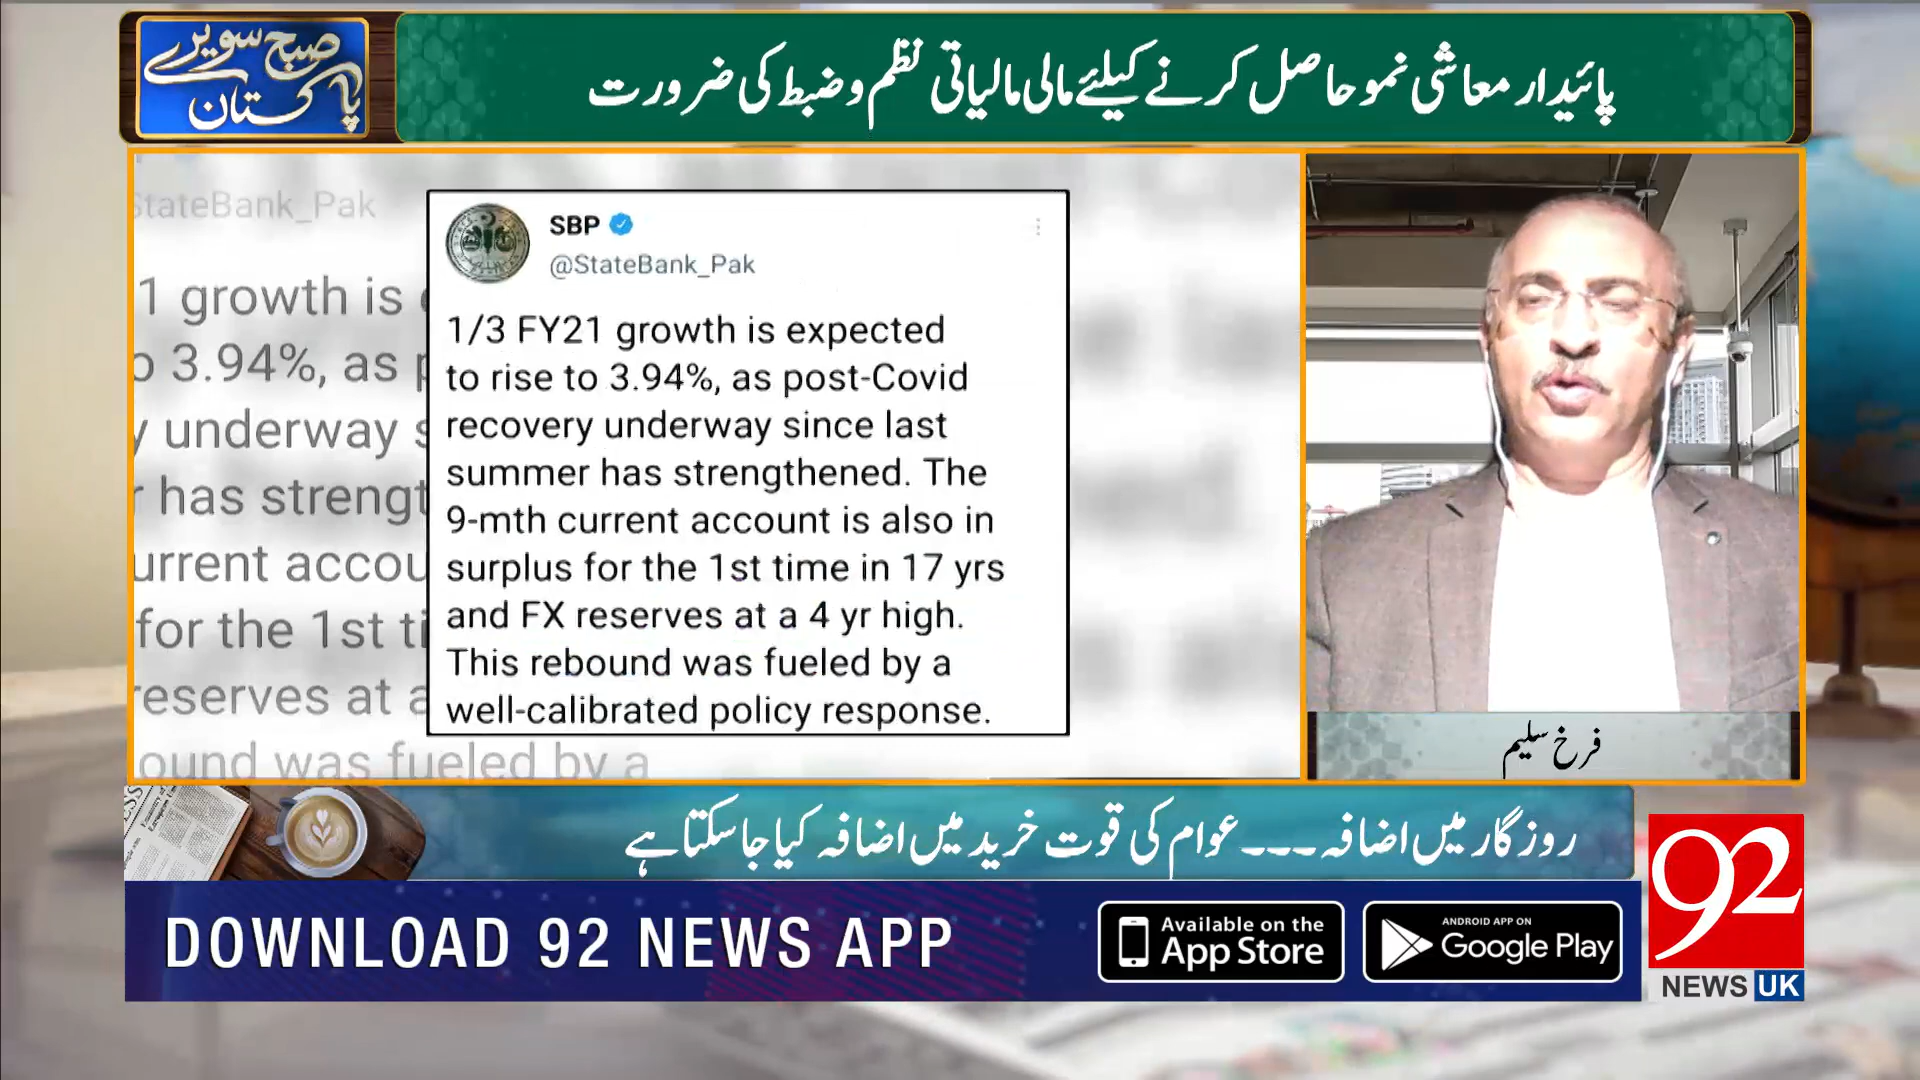 صبح سویرے
پاکستان
پائیدار معاشی نمو حاصل کرنے کیلئے مالی مالیاتی نظم و ضبط کی ضرورت
StateBank_Pak
1 growth is
o 3.94%, as
y underway
r has strengt
urrent accou
for the 1st ti
reserves at a
ound was fueled by a
SBP
@StateBank_Pak
1/3 FY21 growth is expected
to rise to 3.94%, as post-Covid
recovery underway since last
summer has strengthened. The
9-mth current account is also in
surplus for the 1st time in 17 yrs
and FX reserves at a 4 yr high.
This rebound was fueled by a
well-calibrated policy response.
فرخ سلیم
روزگار میں اضافہ --- عوام کی قوت خرید میں اضافہ کیا جاسکتا ہے
DOWNLOAD 92 NEWS APP
Available on the
App Store
ANDROID APP ON
Google Play
92
NEWS UK